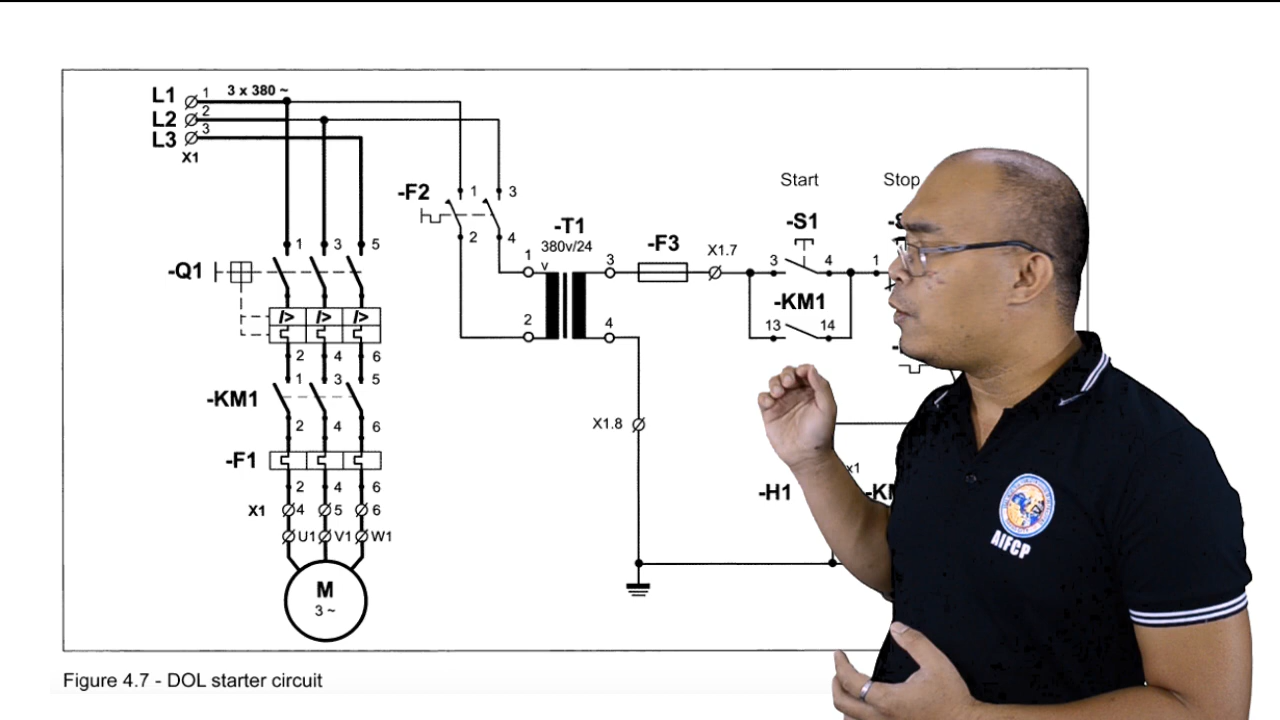 L1 1 3 x 380 ~
L2 2
L3 3
X1
-F2 1 3
2 4
Start Stop
-S1
-T1
380v/24
-F3 X1.7
1 v 3 3 4 1
-Q1 1 3 5
I> I> I>
-KM1
13 14
2 4
2 4 6
-KM1 1 3 5
2 4 6
X1.8
-F1
x1
-H1
2 4 6
X1 4 5 6
U1 V1 W1
M
3 ~
AIFCP
Figure 4.7 - DOL starter circuit